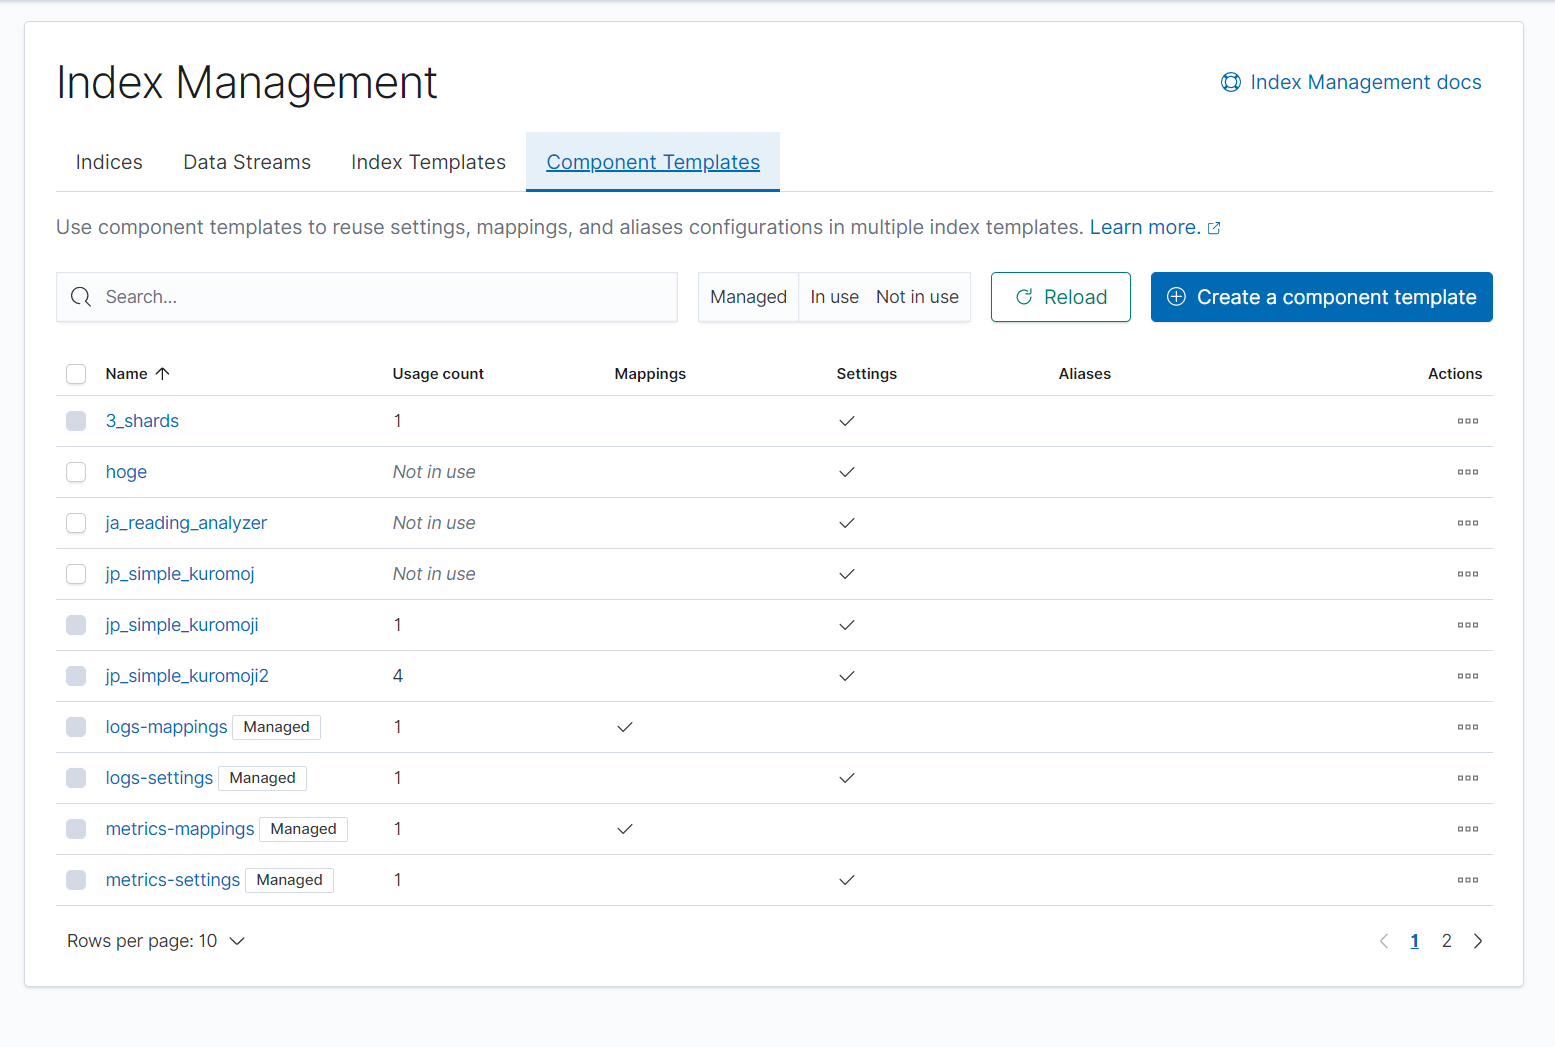 Index Management
Index Management docs
Indices Data Streams Index Templates Component Templates
Use component templates to reuse settings, mappings, and aliases configurations in multiple index templates. Learn more.
Search... Managed In use Not in use Reload Create a component template
Name Usage count Mappings Settings Aliases Actions
3_shards 1
hoge Not in use
ja_reading_analyzer Not in use
jp_simple_kuromoj Not in use
jp_simple_kuromoji 1
jp_simple_kuromoji2 4
logs-mappings Managed 1
logs-settings Managed 1
metrics-mappings Managed 1
metrics-settings Managed 1
Rows per page: 10 1 2